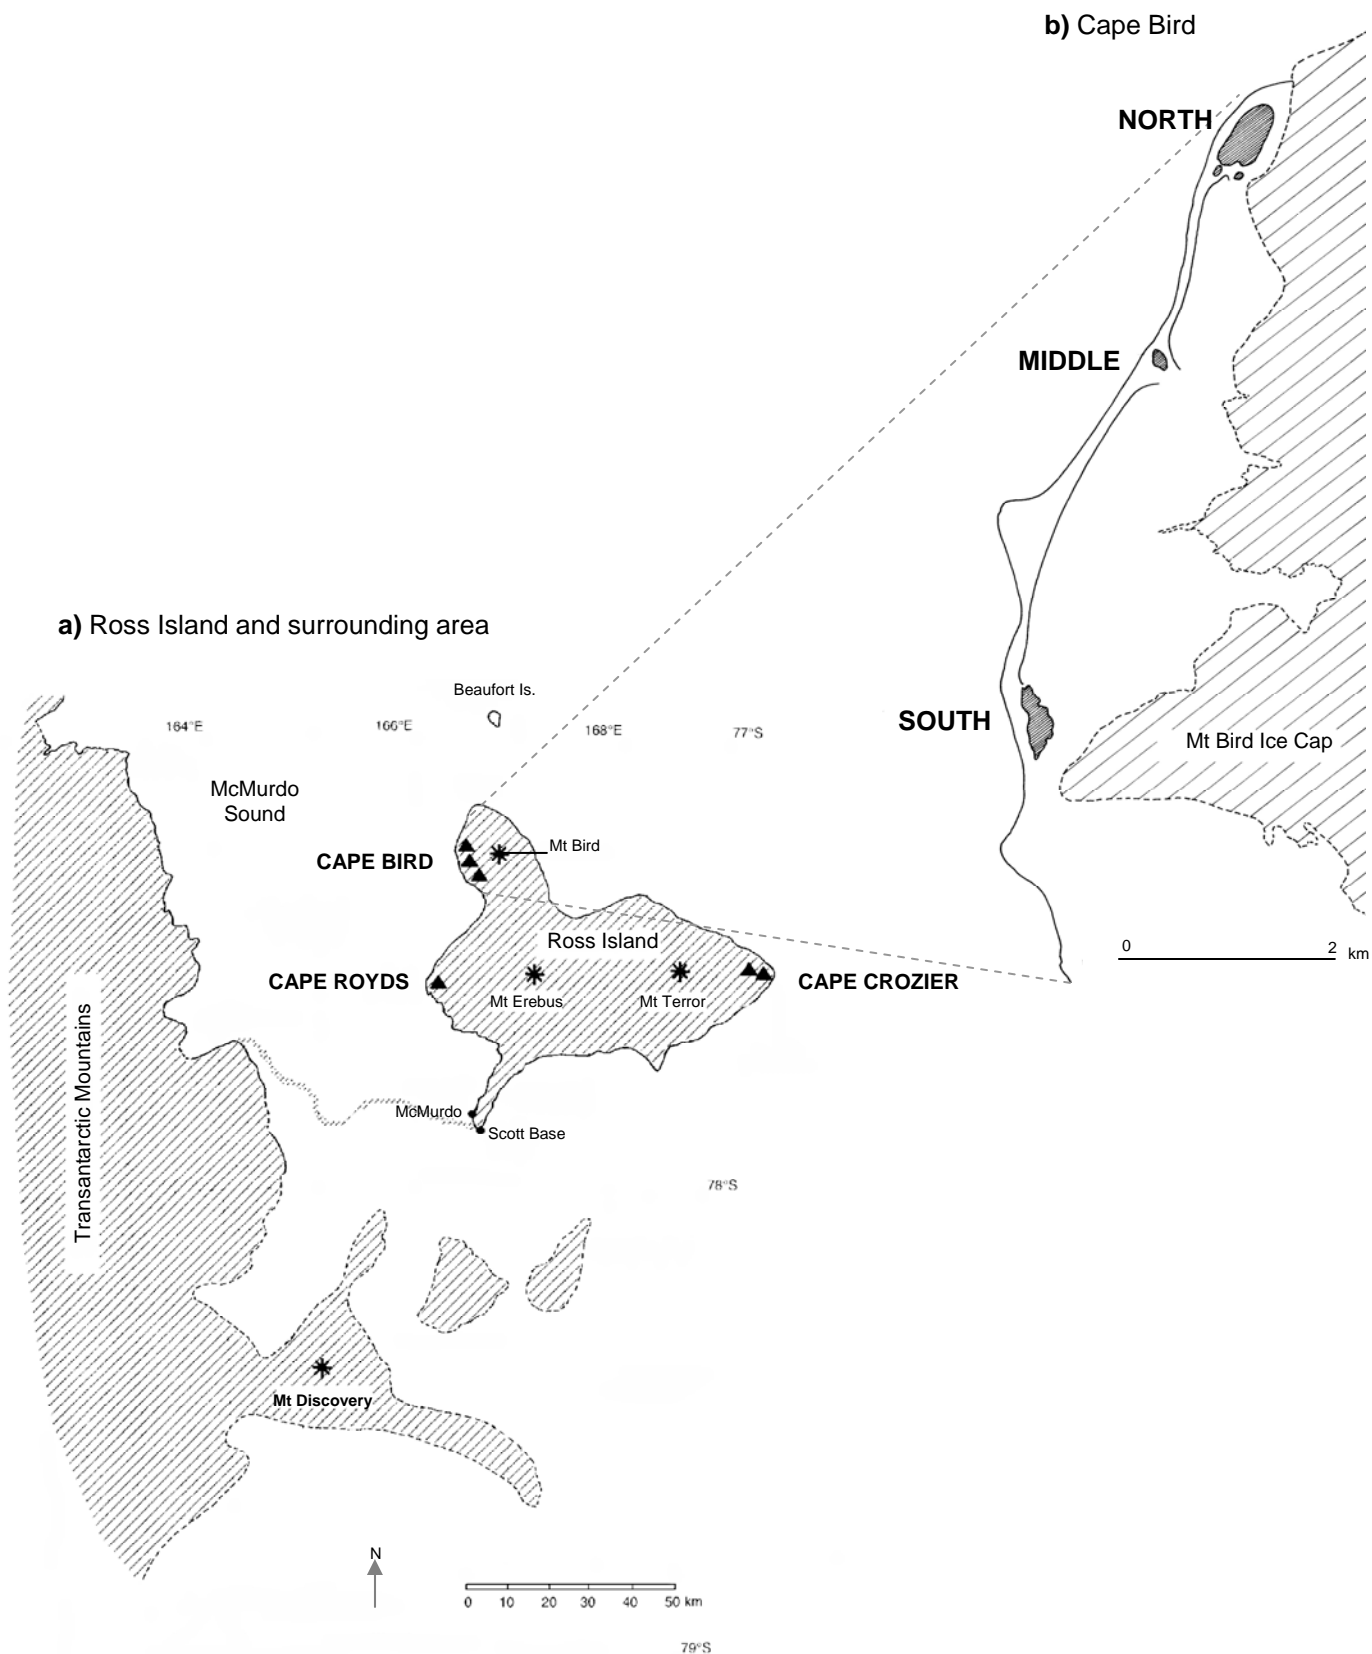 b) Cape Bird
NORTH
MIDDLE
SOUTH
Mt Bird Ice Cap
0 2 km
a) Ross Island and surrounding area
Beaufort Is.
164°E 166°E 168°E 77°S
McMurdo
Sound
Mt Bird
CAPE BIRD
Ross Island
CAPE ROYDS
CAPE CROZIER
Mt Erebus
Mt Terror
Transantarctic Mountains
McMurdo
Scott Base
78°S
Mt Discovery
N
0 10 20 30 40 50 km
79°S